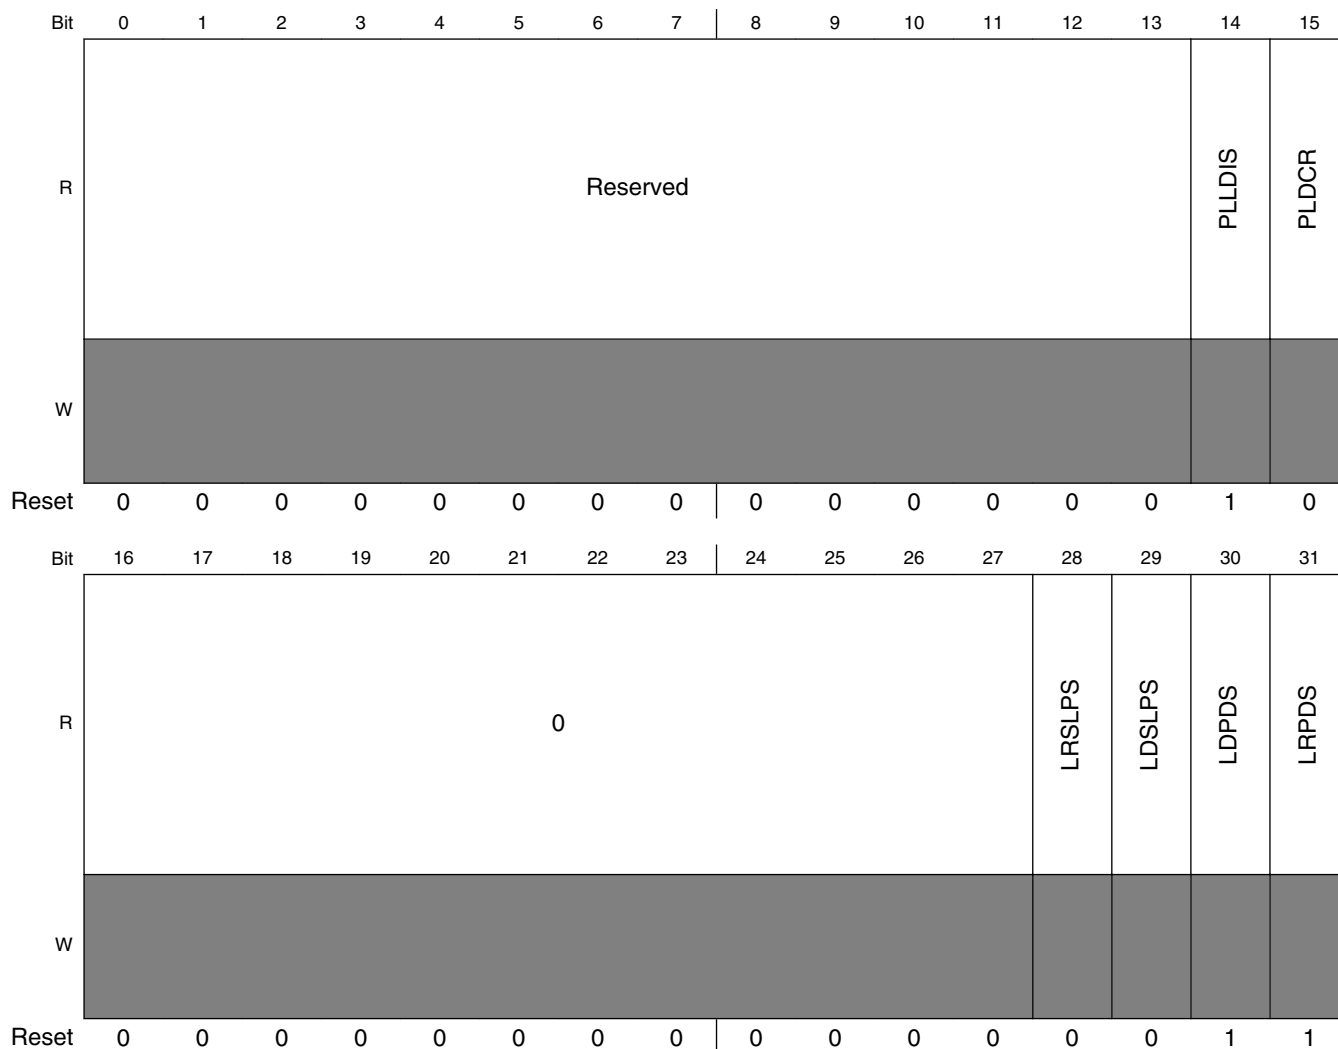 Bit 0 1 2 3 4 5 6 7 8 9 10 11 12 13 14 15
R Reserved PLLDIS PLDCR
W
Reset 0 0 0 0 0 0 0 0 0 0 0 0 0 0 1 0
Bit 16 17 18 19 20 21 22 23 24 25 26 27 28 29 30 31
R 0 LRSLPS LDSLPS LDPDS LRPDS
W
Reset 0 0 0 0 0 0 0 0 0 0 0 0 0 0 1 1